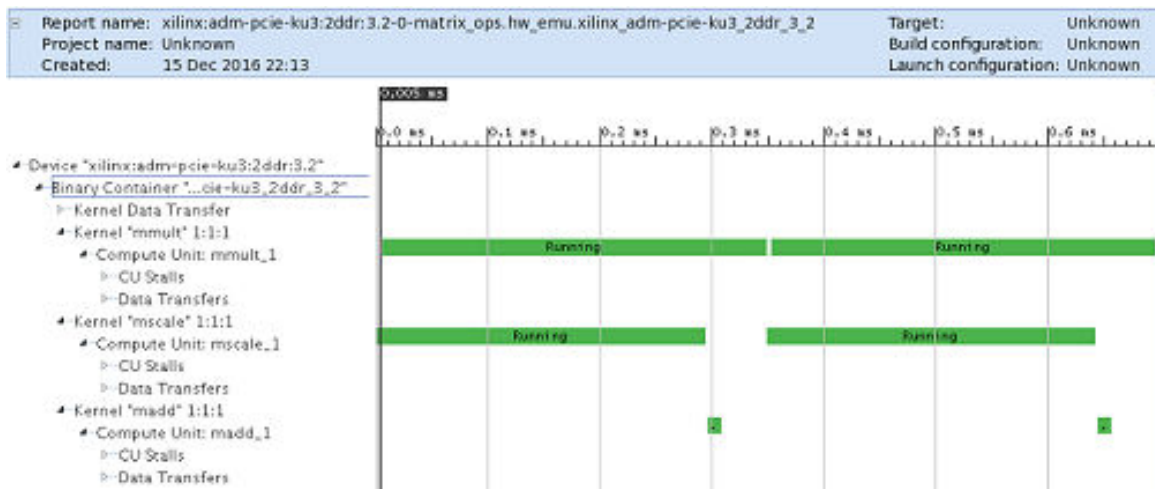 Report name: xilinx:adm-pcie-ku3:2ddr:3.2-0-matrix_ops.hw_emu.xilinx_adm-pcie-ku3_2ddr_3_2 Target: Unknown
Project name: Unknown Build configuration: Unknown
Created: 15 Dec 2016 22:13 Launch configuration: Unknown
0.005 ms
0.0 ms 0.1 ms 0.2 ms 0.3 ms 0.4 ms 0.5 ms 0.6 ms
Device "xilinx:adm-pcie-ku3:2ddr:3.2"
Binary Container "...cie-ku3_2ddr_3_2"
Kernel Data Transfer
Kernel "mmult" 1:1:1
Running Running
Compute Unit: mmult_1
CU Stalls
Data Transfers
Kernel "mscale" 1:1:1
Running Running
Compute Unit: mscale_1
CU Stalls
Data Transfers
Kernel "madd" 1:1:1
Compute Unit: madd_1
CU Stalls
Data Transfers